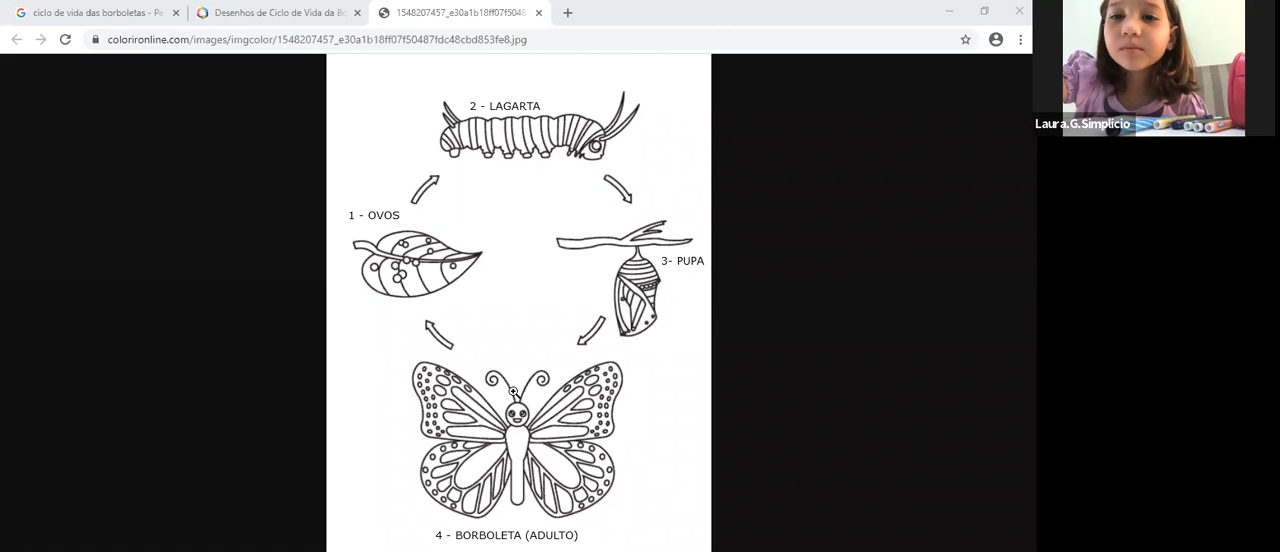 ciclo de vida das borboletas - Pe
Desenhos de Ciclo de Vida da Bo
1548207457_e30a1b18ff07f5048
colorironline.com/images/imgcolor/1548207457_e30a1b18ff07f50487fdc48cbd853fe8.jpg
Laura.G.Simplicio
2 - LAGARTA
1 - OVOS
3- PUPA
4 - BORBOLETA (ADULTO)